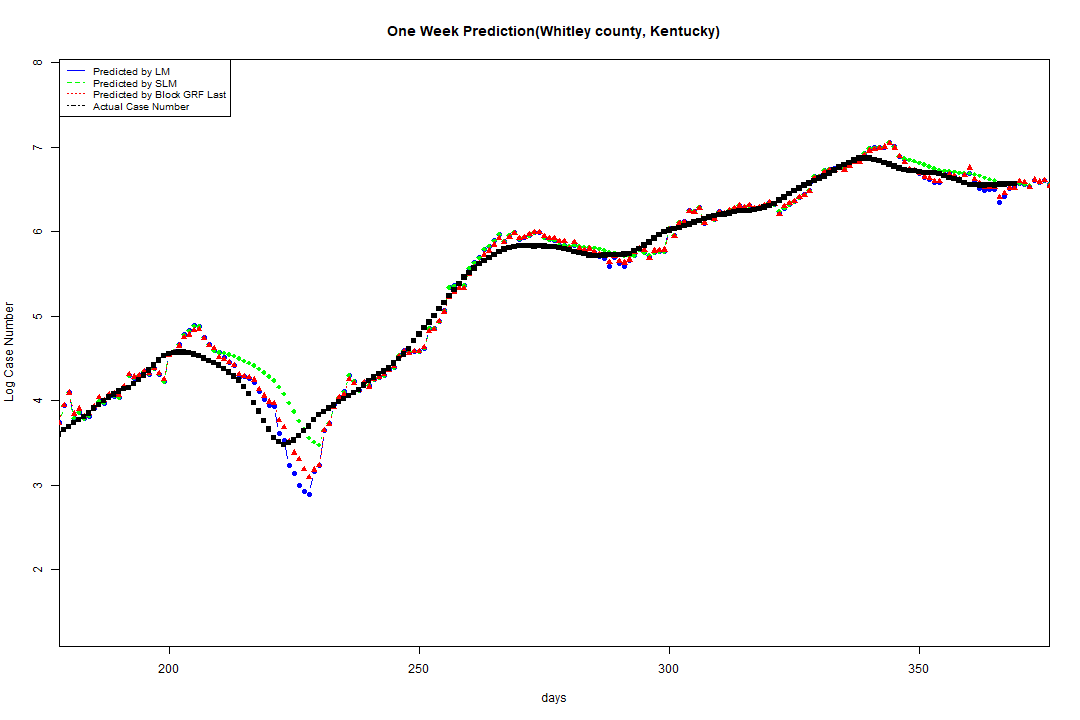 One Week Prediction(Whitley county, Kentucky)
Predicted by LM
Predicted by SLM
Predicted by Block GRF Last
Actual Case Number
Log Case Number
8
7
6
5
4
3
2
200 250 300 350
days